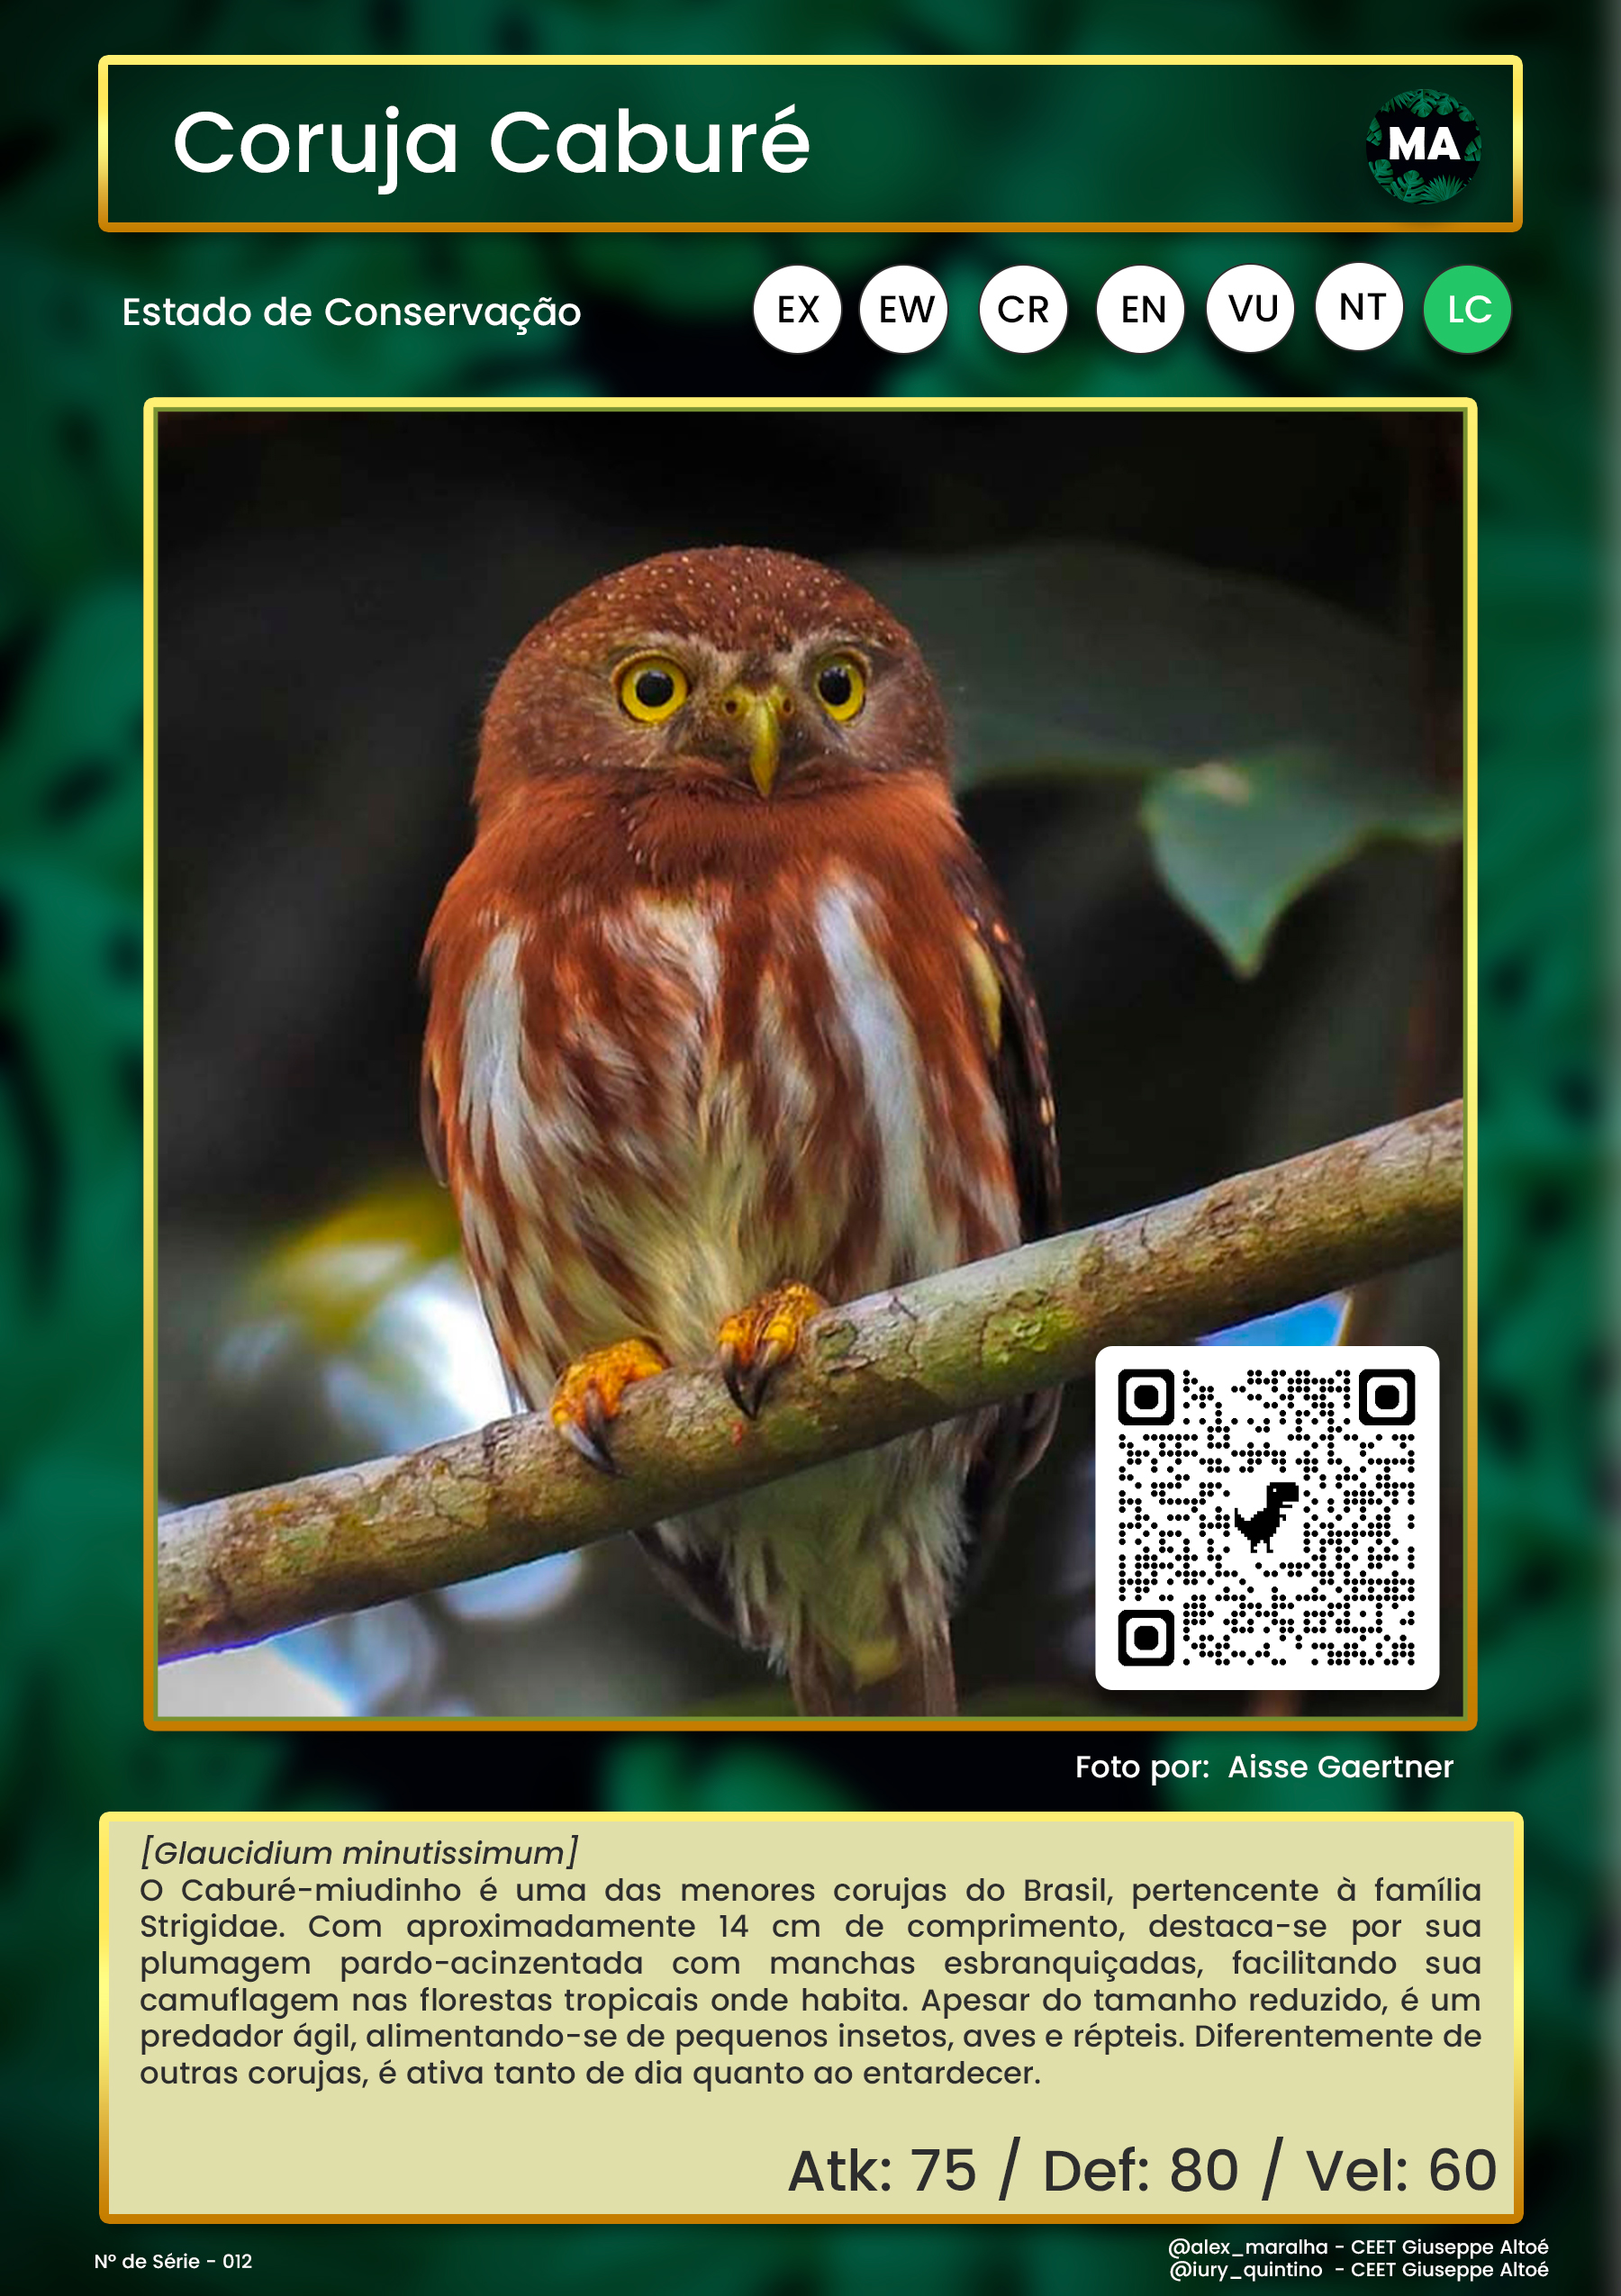 Coruja Caburé
MA
Estado de Conservação
EX EW CR EN VU NT LC
Foto por: Aisse Gaertner
[Glaucidium minutissimum]
O Caburé-miudinho é uma das menores corujas do Brasil, pertencente à família
Strigidae. Com aproximadamente 14 cm de comprimento, destaca-se por sua
plumagem pardo-acinzentada com manchas esbranquiçadas, facilitando sua
camuflagem nas florestas tropicais onde habita. Apesar do tamanho reduzido, é um
predador ágil, alimentando-se de pequenos insetos, aves e répteis. Diferentemente de
outras corujas, é ativa tanto de dia quanto ao entardecer.
Atk: 75 / Def: 80 / Vel: 60
Nº de Série - 012
@alex_maralha - CEET Giuseppe Altoé
@iury_quintino - CEET Giuseppe Altoé